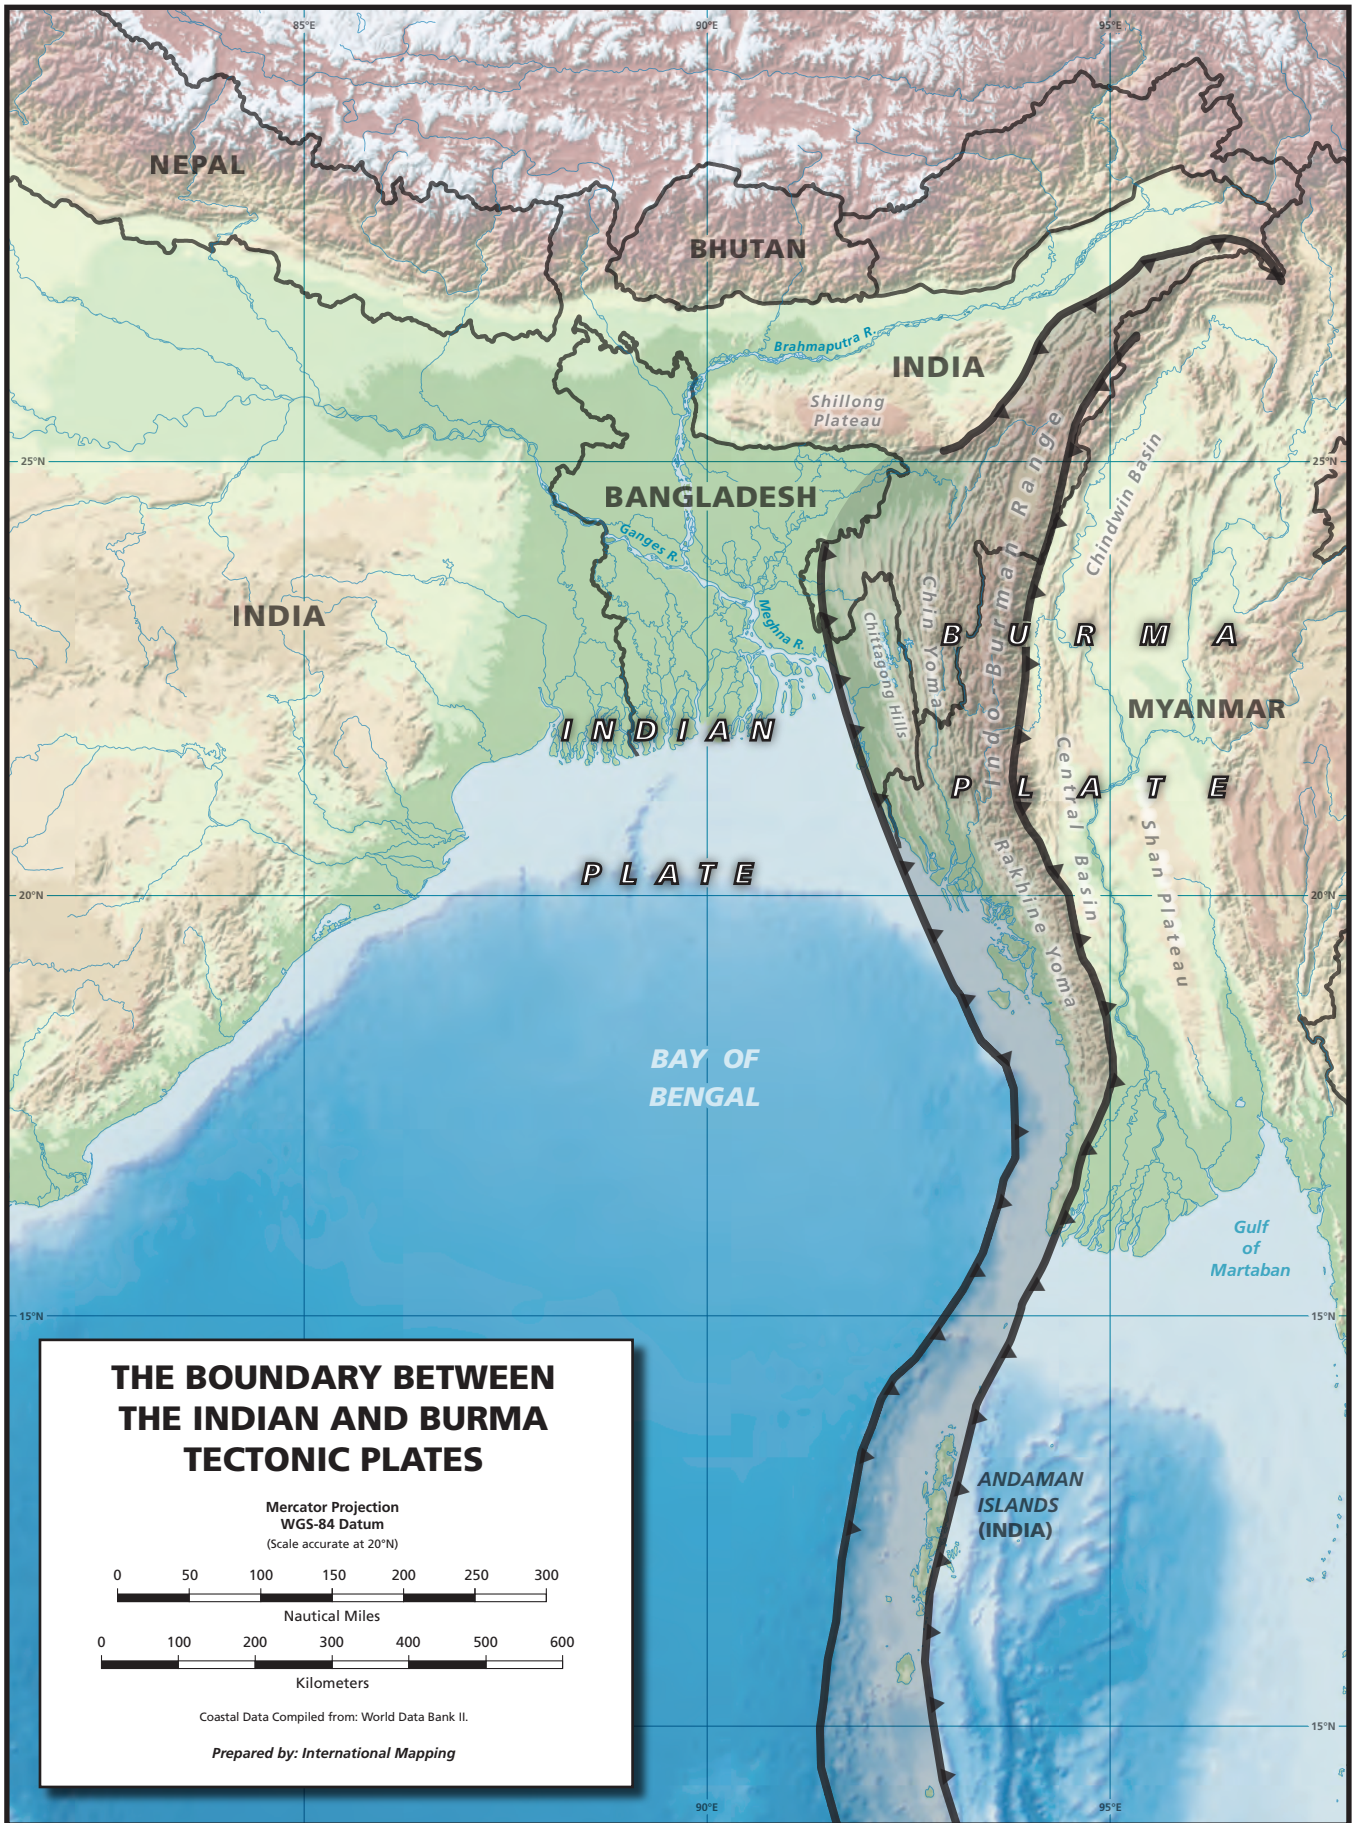 85°E
90°E
95°E
NEPAL
BHUTAN
Brahmaputra R.
INDIA
Shillong
Plateau
25°N
25°N
Indo-Burman Range
Chindwin Basin
BANGLADESH
Ganges R.
Meghna R.
INDIA
Chin Yoma
Chittagong Hills
BURMA
MYANMAR
INDIAN
PLATE
Central Basin
Shan Plateau
Rakhine Yoma
PLATE
20°N
20°N
BAY OF
BENGAL
Gulf
of
Martaban
15°N
15°N
THE BOUNDARY BETWEEN
THE INDIAN AND BURMA
TECTONIC PLATES
Mercator Projection
WGS-84 Datum
(Scale accurate at 20°N)
0 50 100 150 200 250 300
Nautical Miles
0 100 200 300 400 500 600
Kilometers
Coastal Data Compiled from: World Data Bank II.
Prepared by: International Mapping
ANDAMAN
ISLANDS
(INDIA)
15°N
90°E
95°E